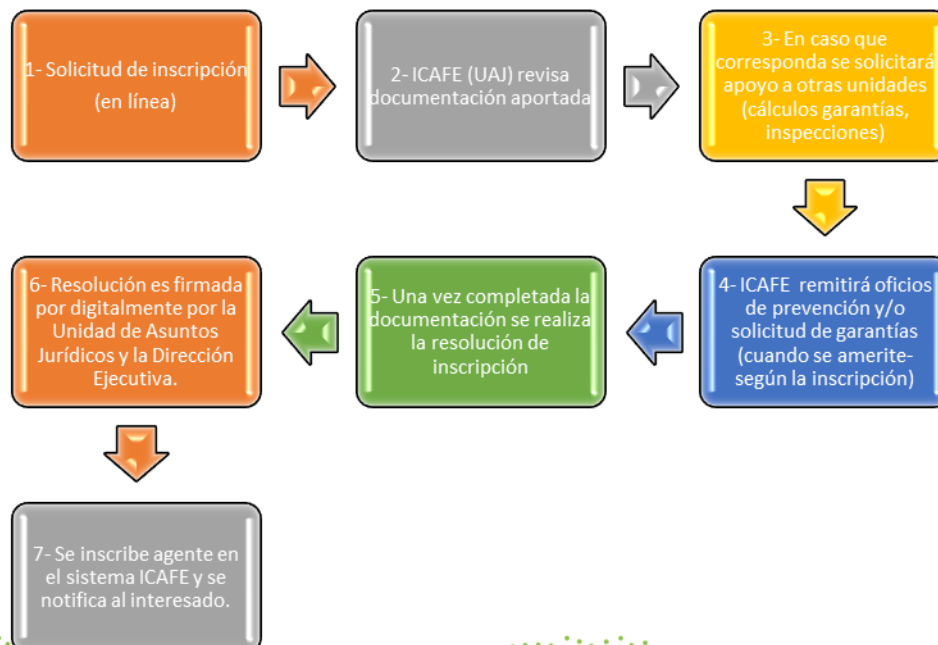 1- Solicitud de inscripción
(en línea)
2- ICAFE (UAJ) revisa
documentación aportada
3- En caso que
corresponda se solicitará
apoyo a otras unidades
(cálculos garantías,
inspecciones)
4- ICAFE remitirá oficios
de prevención y/o
solicitud de garantías
(cuando se amerite-
según la inscripción)
5- Una vez completada la
documentación se realiza
la resolución de
inscripción
6- Resolución es firmada
por digitalmente por la
Unidad de Asuntos
Jurídicos y la Dirección
Ejecutiva.
7- Se inscribe agente en
el sistema ICAFE y se
notifica al interesado.